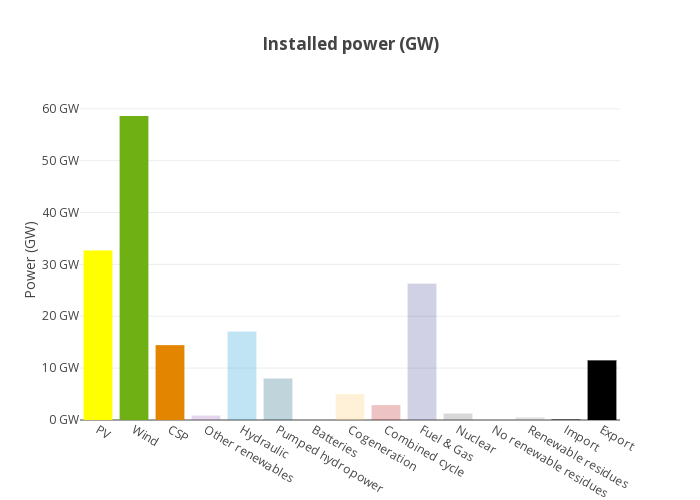 Installed power (GW)
60 GW
50 GW
40 GW
30 GW
20 GW
10 GW
0 GW
Power (GW)
PV
Wind
CSP
Other renewables
Hydraulic
Pumped hydropower
Batteries
Cogeneration
Combined cycle
Fuel & Gas
Nuclear
No renewable residues
Renewable residues
Import
Export